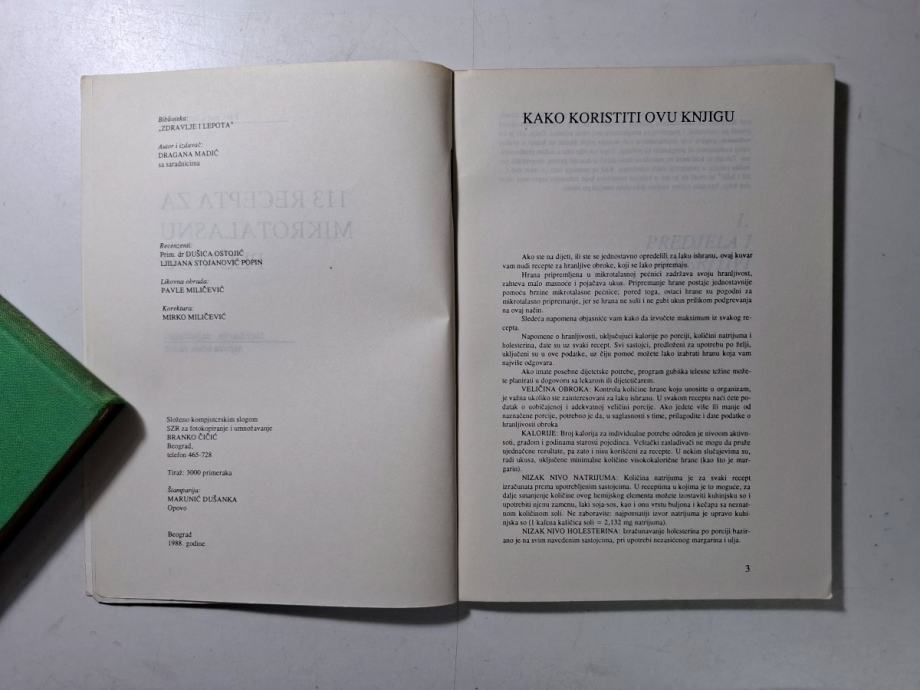 Biblioteka:
„ZDRAVLJE I LEPOTA"
Autor i izdavač:
DRAGANA MADIĆ
sa saradnicima
113 RECEPTA ZA
MIKROTALASNU
Recenzenti:
Prim. dr DUŠICA OSTOJIĆ
LJILJANA STOJANOVIĆ POPIN
Likovna obrada:
PAVLE MILIČEVIĆ
Korektura:
MIRKO MILIČEVIĆ
Složeno kompjuterskim slogom
SZR za fotokopiranje i umnožavanje
BRANKO ČIČIĆ
Beograd,
telefon 465-728
Tiraž: 3000 primeraka
Štampanja:
MARUNIĆ DUŠANKA
Opovo
Beograd
1988. godine
KAKO KORISTITI OVU KNJIGU
I.
PREDJELA I
Ako ste na dijeti, ili ste se jednostavno opredelili za laku ishranu, ovaj kuvar
vam nudi recepte za hranljive obroke, koji se lako pripremaju.
Hrana pripremljena u mikrotalasnoj pećnici zadržava svoju hranljivost,
zahteva malo masnoće i pojačava ukus. Pripremanje hrane postaje jednostavnije
pomoću brzine mikrotalasne pećnice; pored toga, ostaci hrane su pogodni za
mikrotalasno pripremanje, jer se hrana ne suši i ne gubi ukus prilikom podgrevanja
na ovaj način.
Sledeća napomena objasniće vam kako da izvučete maksimum iz svakog re-
cepta.
Napomene o hranljivosti, uključujući kalorije po porciji, količini natrijuma i
holesterina, date su uz svaki recept. Svi sastojci, predloženi za upotrebu po želji,
uključeni su u ove podatke, uz čiju pomoć možete lako izabrati hranu koja vam
najviše odgovara.
Ako imate posebne dijetetske potrebe, program gubitka telesne težine može-
te planirati u dogovoru sa lekarom ili dijetetičarem.
VELIČINA OBROKA: Kontrola količine hrane koju unosite u organizam,
je važna ukoliko ste zainteresovani za laku ishranu. U svakom receptu naći ćete po-
datak o uobičajenoj i adekvatnoj veličini porcije. Ako jedete više ili manje od
naznačene porcije, potrebno je da, u saglasnosti s time, prilagodite i date podatke o
hranljivosti obroka
KALORIJE: Broj kalorija za individualne potrebe određen je nivoom aktivn-
osti, građom i godinama starosti pojedinca. Veštački zaslađivači ne mogu da pruže
ujednačene rezultate, pa zato i nisu korišćeni za recepte. U nekim slučajevima su,
radi ukusa, uključene minimalne količine visokokalorične hrane (kao što je mar-
garin).
NIZAK NIVO NATRIJUMA: Količina natrijuma je za svaki recept
izračunata prema upotrebljenim sastojcima. U receptima u kojima je to moguće, za
dalje smanjenje količine ovog hemijskog elementa možete izostaviti kuhinjsku so i
upotrebiti njenu zamenu, laki soja-sos, kao i onu vrstu buljona i kečapa sa neznat-
nom količinom soli. Ne zaboravite: najpoznatiji izvor natrijuma je upravo kuhi-
njska so (1 kafena kašičica soli = 2,132 mg natrijuma).
NIZAK NIVO HOLESTERINA: Izračunavanje holesterina po porciji bazir-
ano je na svim navedenim sastojcima, pri upotrebi nezasićenog margarina i ulja.
3